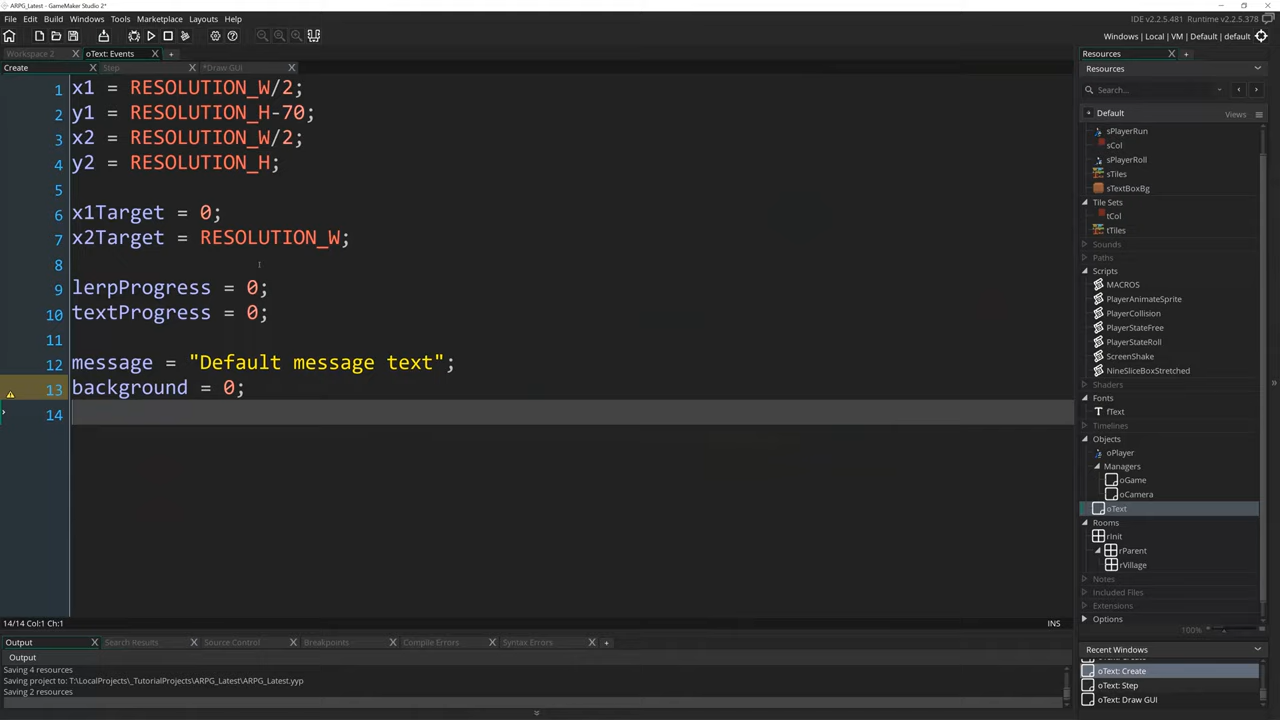 ARPG_Latest* - GameMaker Studio 2*
File Edit Build Windows Tools Marketplace Layouts Help
IDE v2.2.5.481 Runtime v2.2.5.378
Windows | Local | VM | Default | default
Workspace 2 oText: Events
Create Step *Draw GUI
1 x1 = RESOLUTION_W/2;
2 y1 = RESOLUTION_H-70;
3 x2 = RESOLUTION_W/2;
4 y2 = RESOLUTION_H;
5
6 x1Target = 0;
7 x2Target = RESOLUTION_W;
8
9 lerpProgress = 0;
10 textProgress = 0;
11
12 message = "Default message text";
13 background = 0;
14
14/14 Col:1 Ch:1 INS
Output Search Results Source Control Breakpoints Compile Errors Syntax Errors
Output
Saving 4 resources
Saving project to: T:\LocalProjects\_TutorialProjects\ARPG_Latest\ARPG_Latest.yyp
Saving 2 resources
Resources
Resources
Search...
Default Views
sPlayerRun
sCol
sPlayerRoll
sTiles
sTextBoxBg
Tile Sets
tCol
tTiles
Sounds
Paths
Scripts
MACROS
PlayerAnimateSprite
PlayerCollision
PlayerStateFree
PlayerStateRoll
ScreenShake
NineSliceBoxStretched
Shaders
Fonts
fText
Timelines
Objects
oPlayer
Managers
oGame
oCamera
oText
Rooms
rInit
rParent
rVillage
Notes
Included Files
Extensions
Options
100%
Recent Windows
oText: Create
oText: Step
oText: Draw GUI